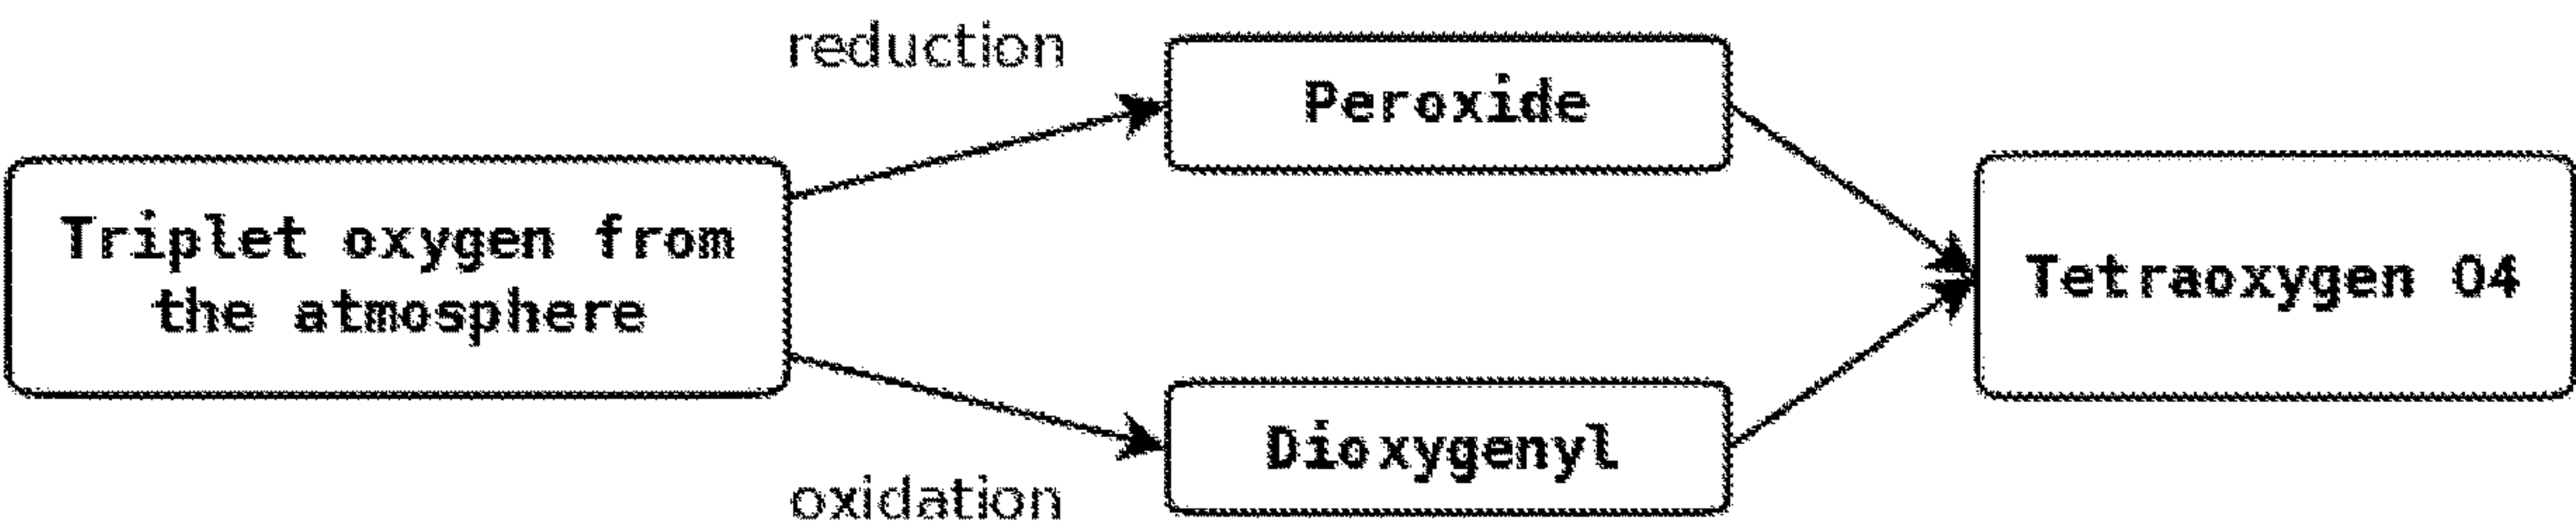 reduction
Peroxide
Triplet oxygen from
the atmosphere
Tetraoxygen O4
Dioxygenyl
oxidation